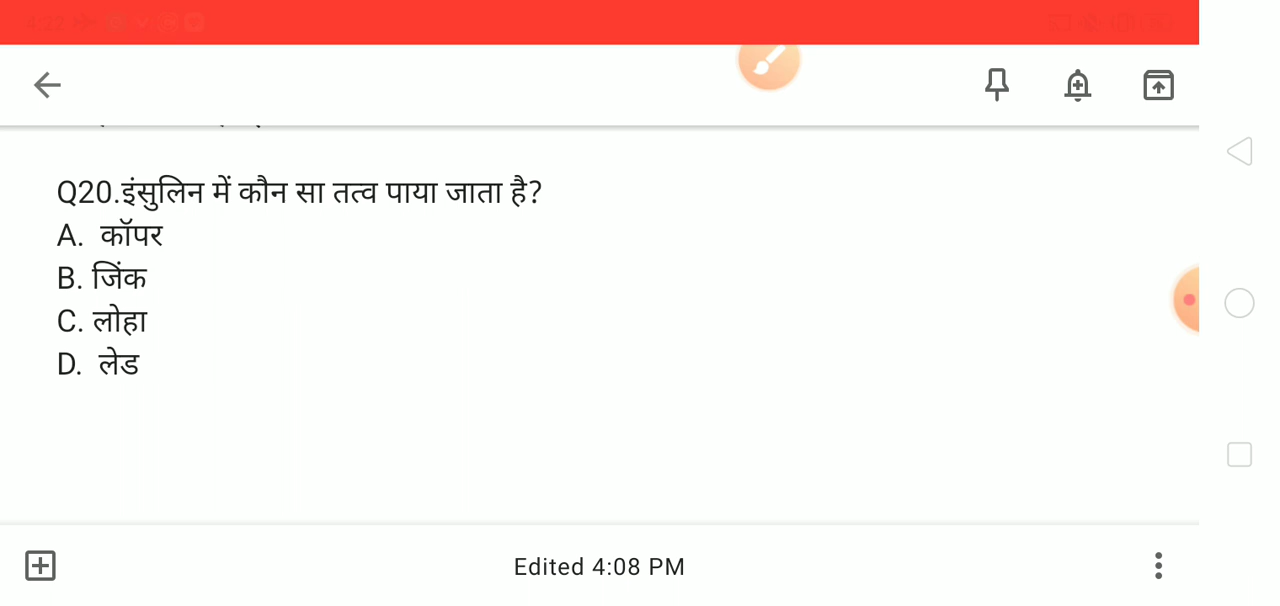 Q20.इंसुलिन में कौन सा तत्व पाया जाता है?
A. कॉपर
B. जिंक
C. लोहा
D. लेड
Edited 4:08 PM